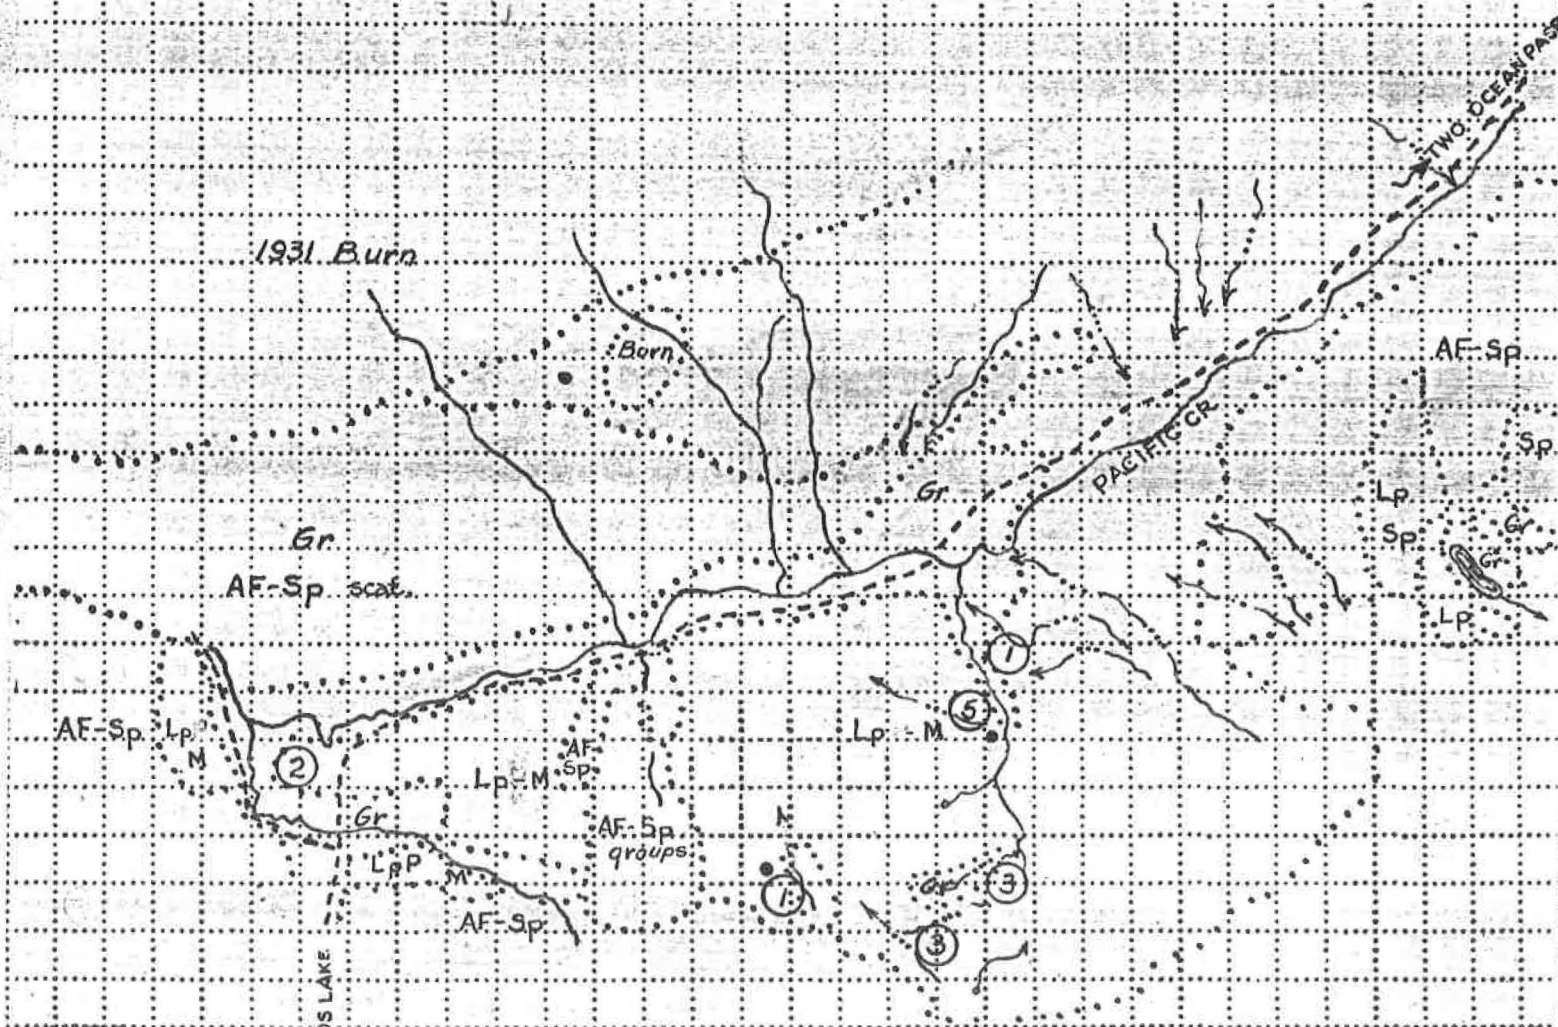 TWO OCEAN PASS
1931 Burn
Burn
AF-Sp
PACIFIC CR
Sp
Gr
Lp
Gr
Sp
Gr
Gr
AF-Sp scat.
Lp
1
AF-Sp
Lp
M
5
Lp-M
2
AF-
Sp
Lp-M
Gr
AF-Sp
groups
LpP
M
3
Gr
1
AF-Sp
3
DS LAKE